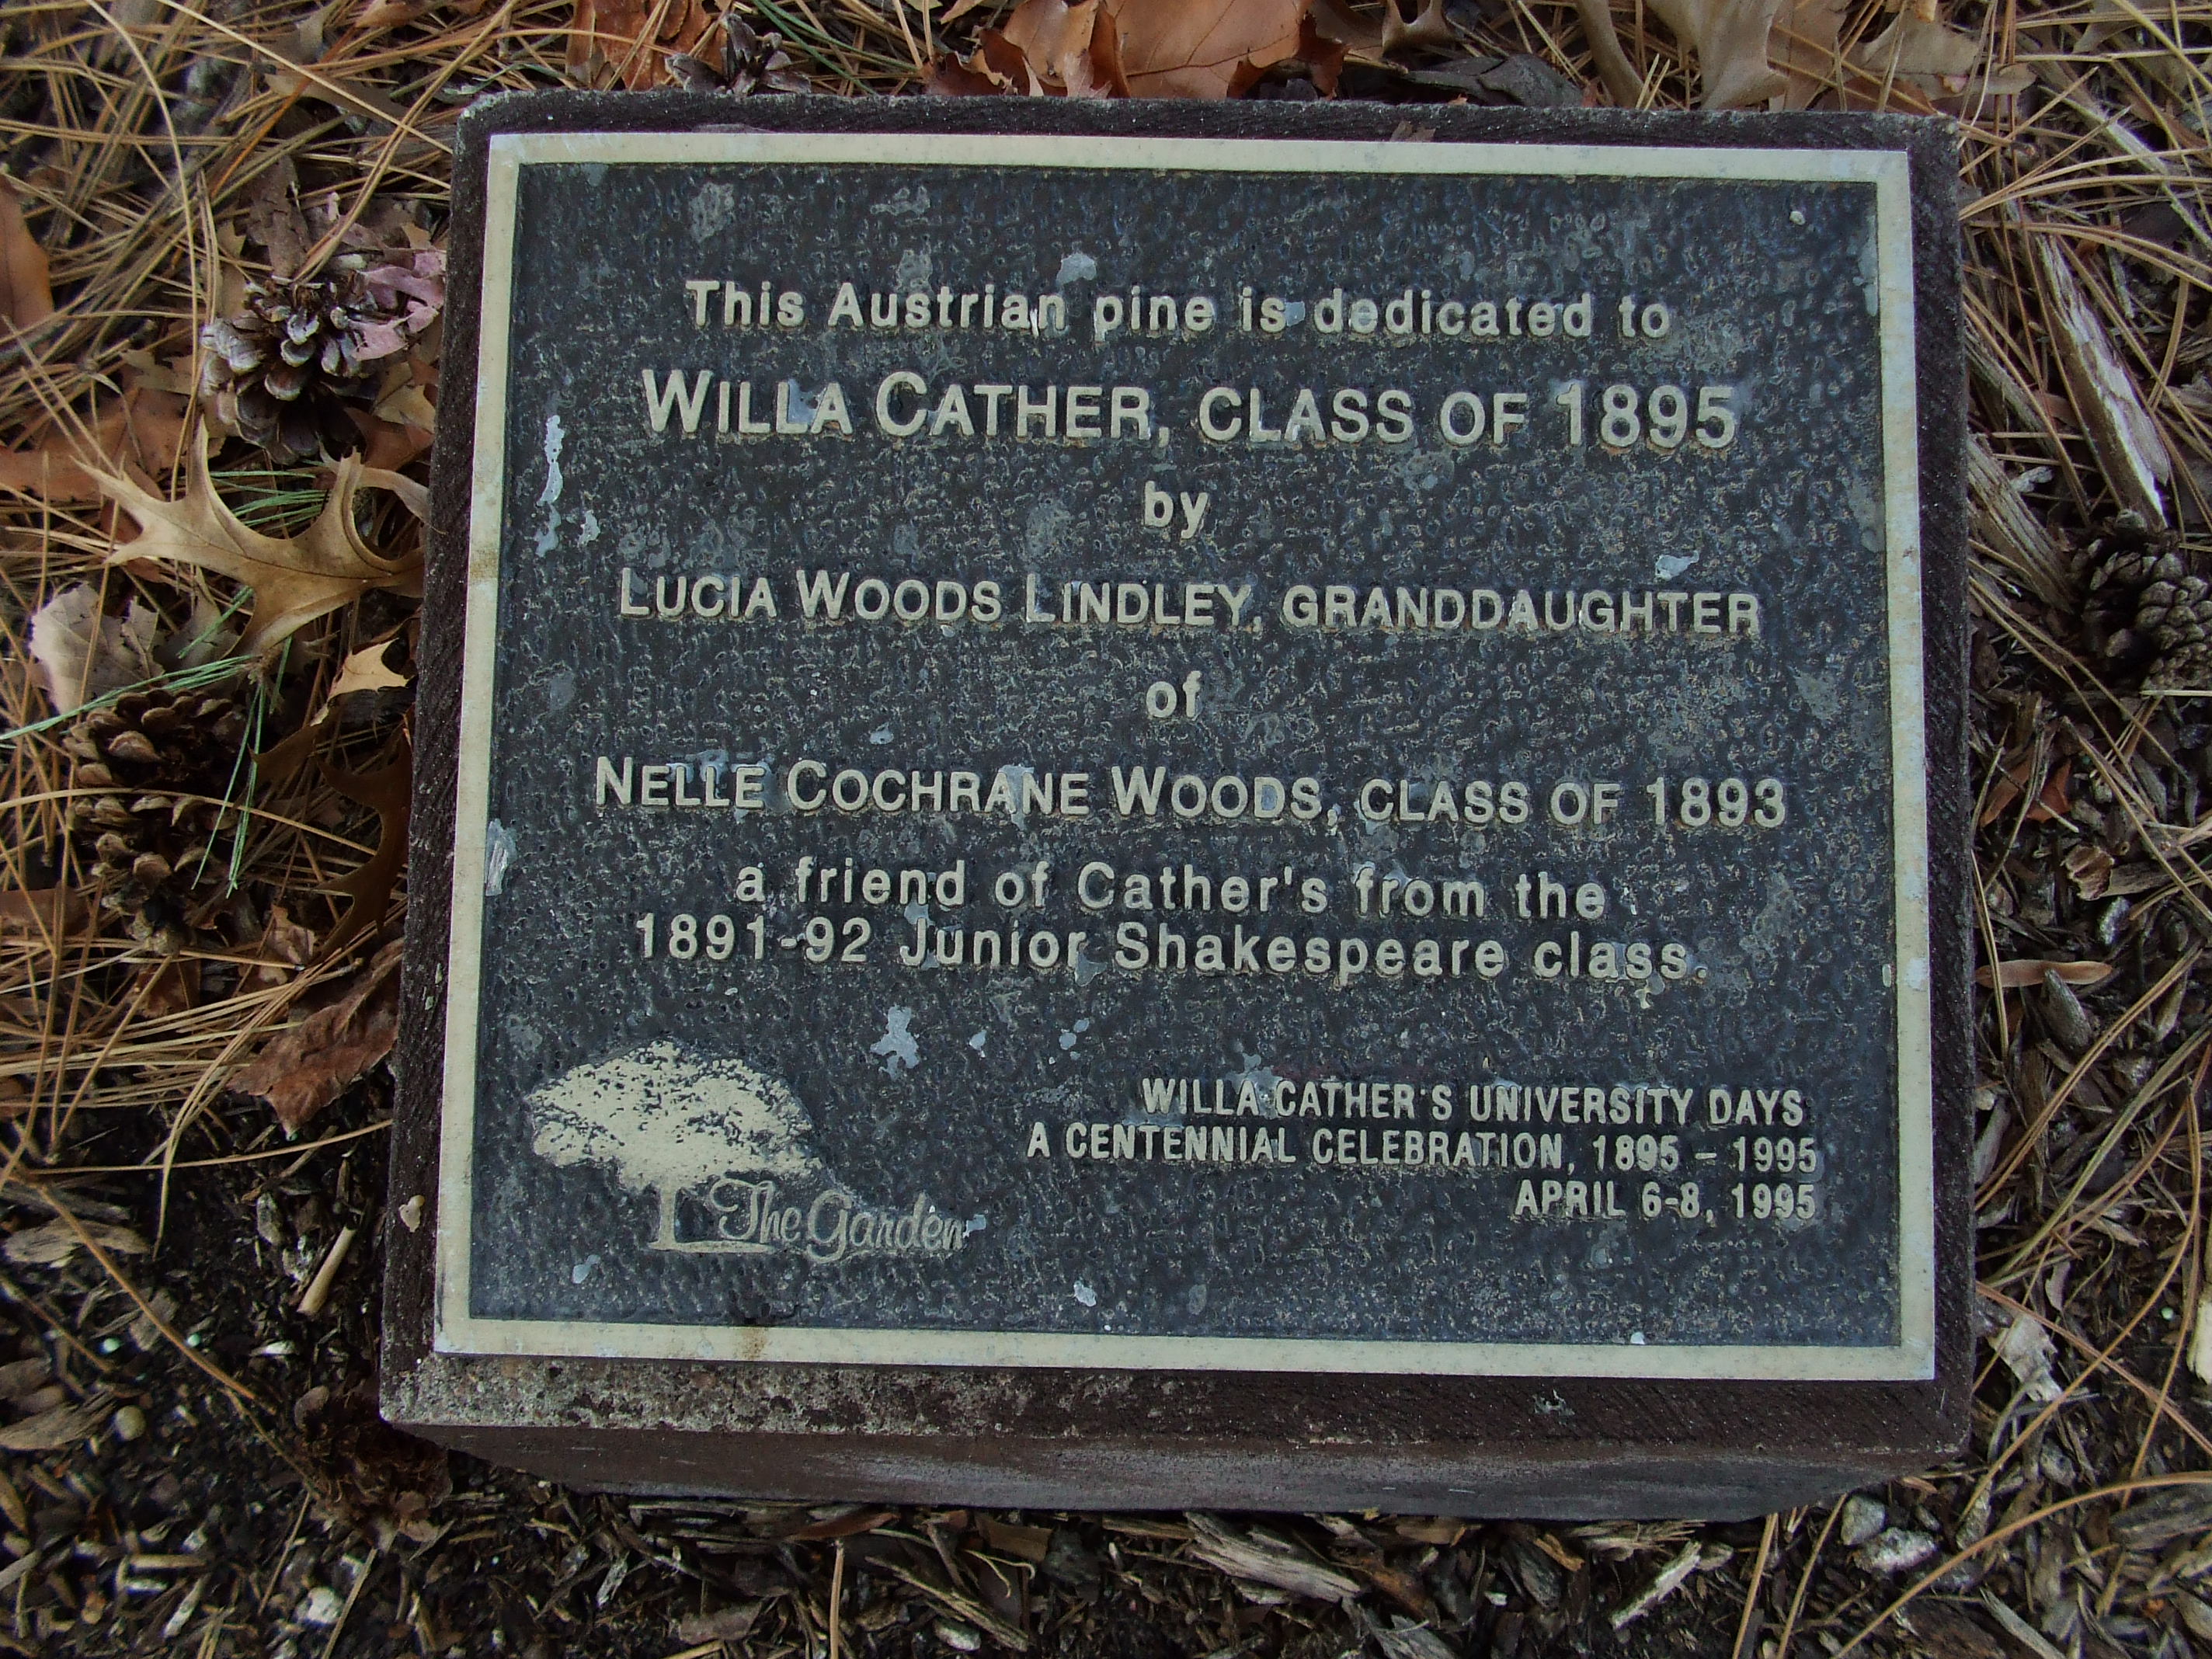 This Austrian pine is dedicated to
WILLA CATHER, CLASS OF 1895
by
LUCIA WOODS LINDLEY, GRANDDAUGHTER
of
NELLE COCHRANE WOODS, CLASS OF 1893
a friend of Cather's from the
1891-92 Junior Shakespeare class.
WILLA CATHER'S UNIVERSITY DAYS
A CENTENNIAL CELEBRATION, 1895 – 1995
APRIL 6-8, 1995
The Garden